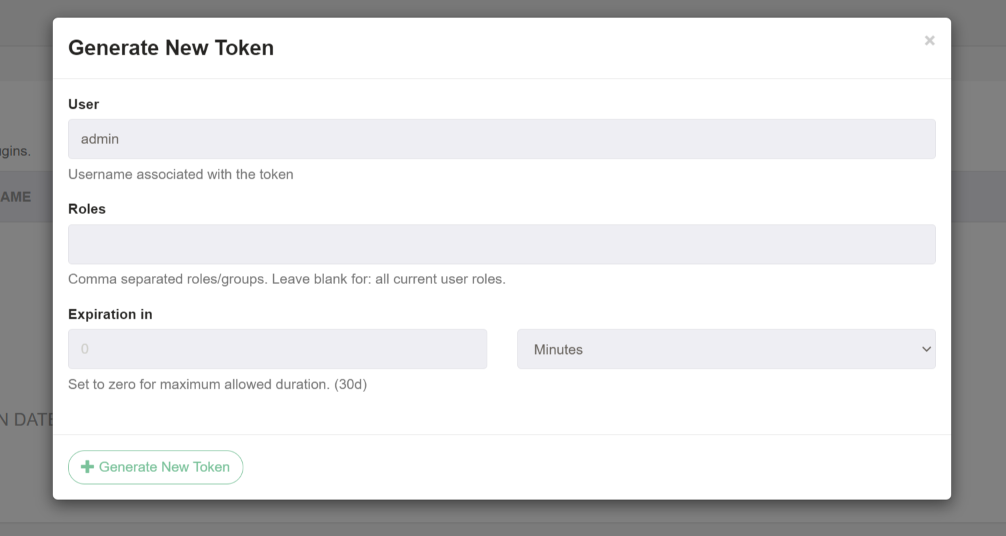 Generate New Token
×
User
admin
Username associated with the token
Roles
Comma separated roles/groups. Leave blank for: all current user roles.
Expiration in
0
Minutes
Set to zero for maximum allowed duration. (30d)
Generate New Token
gins.
AME
N DATE